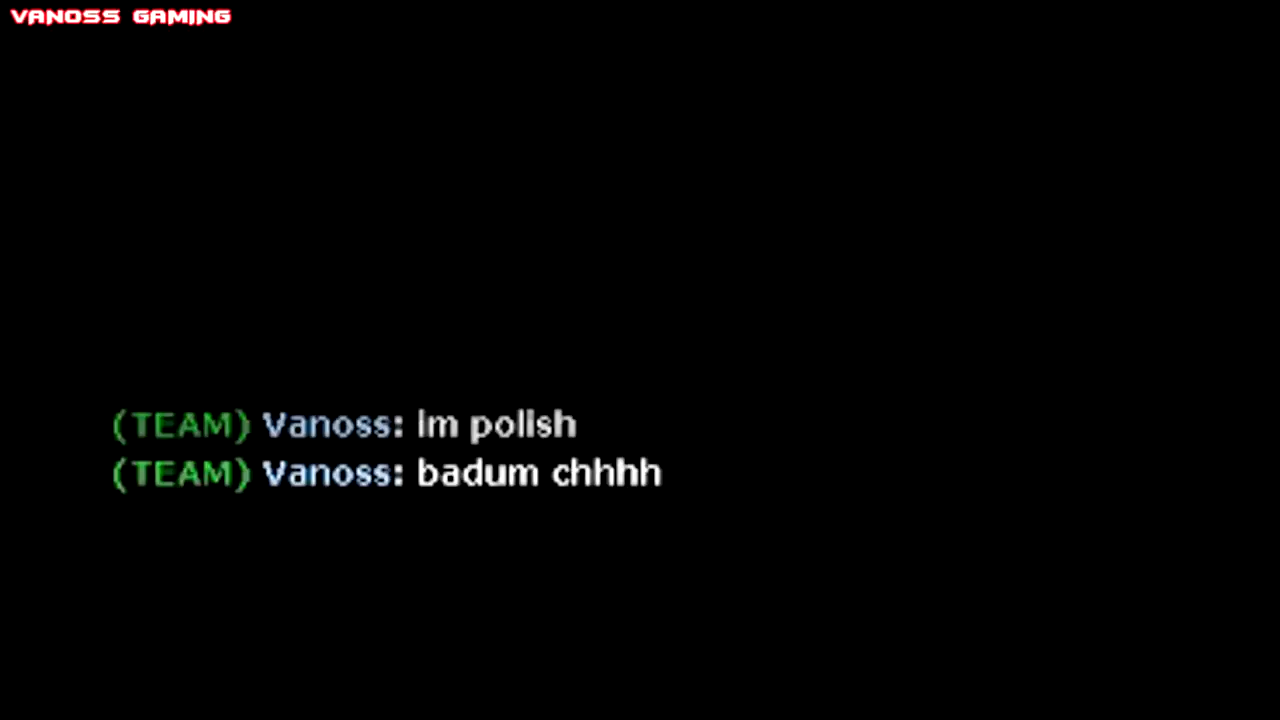 VANOSS GAMING
(TEAM) Vanoss: im polish
(TEAM) Vanoss: badum chhhh